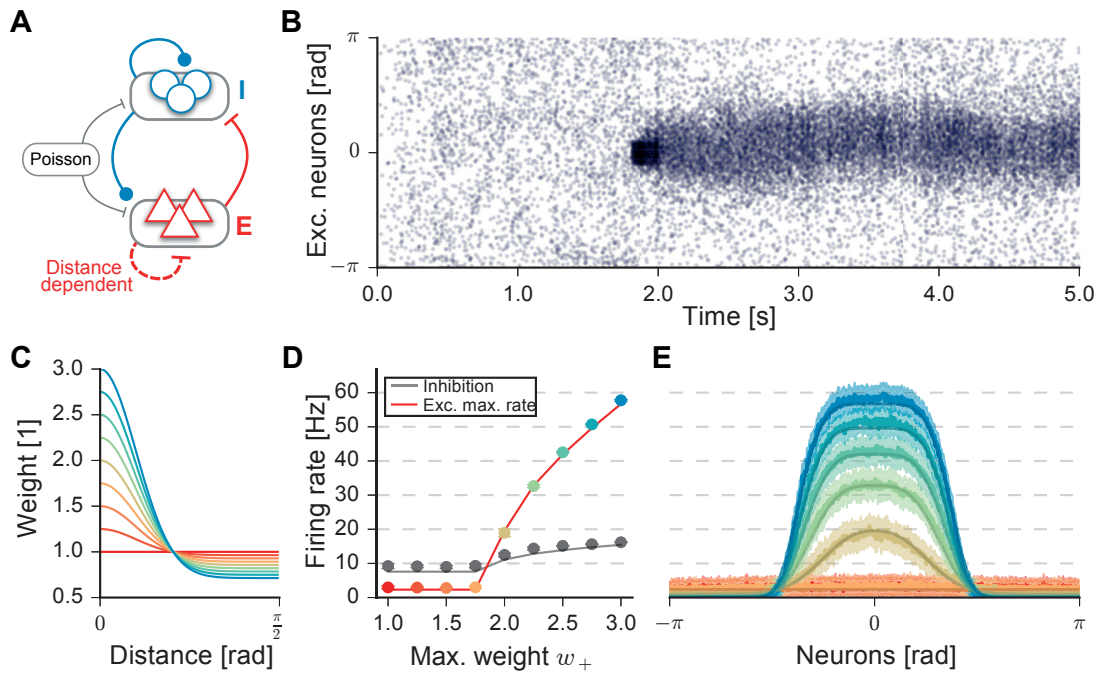 A
I
Poisson
E
Distance
dependent
B
Exc. neurons [rad]
π
0
−π
0.0
1.0
2.0
3.0
4.0
5.0
Time [s]
C
Weight [1]
3.0
2.5
2.0
1.5
1.0
0.5
0
π/2
Distance [rad]
D
Firing rate [Hz]
60
50
40
30
20
10
0
Inhibition
Exc. max. rate
1.0
1.5
2.0
2.5
3.0
Max. weight w₊
E
−π
0
π
Neurons [rad]